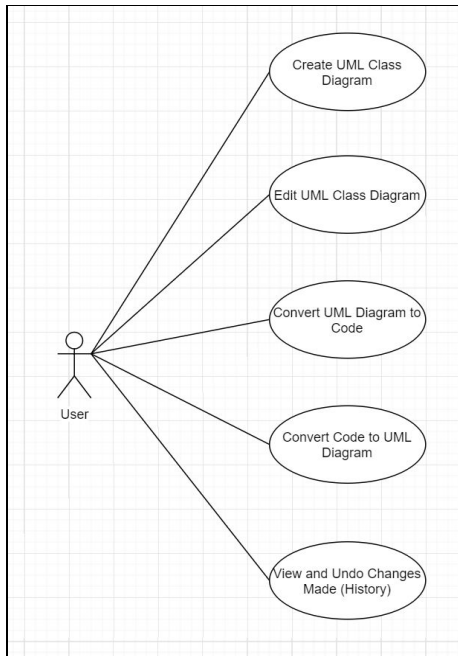 Create UML Class
Diagram
Edit UML Class Diagram
Convert UML Diagram to
Code
User
Convert Code to UML
Diagram
View and Undo Changes
Made (History)